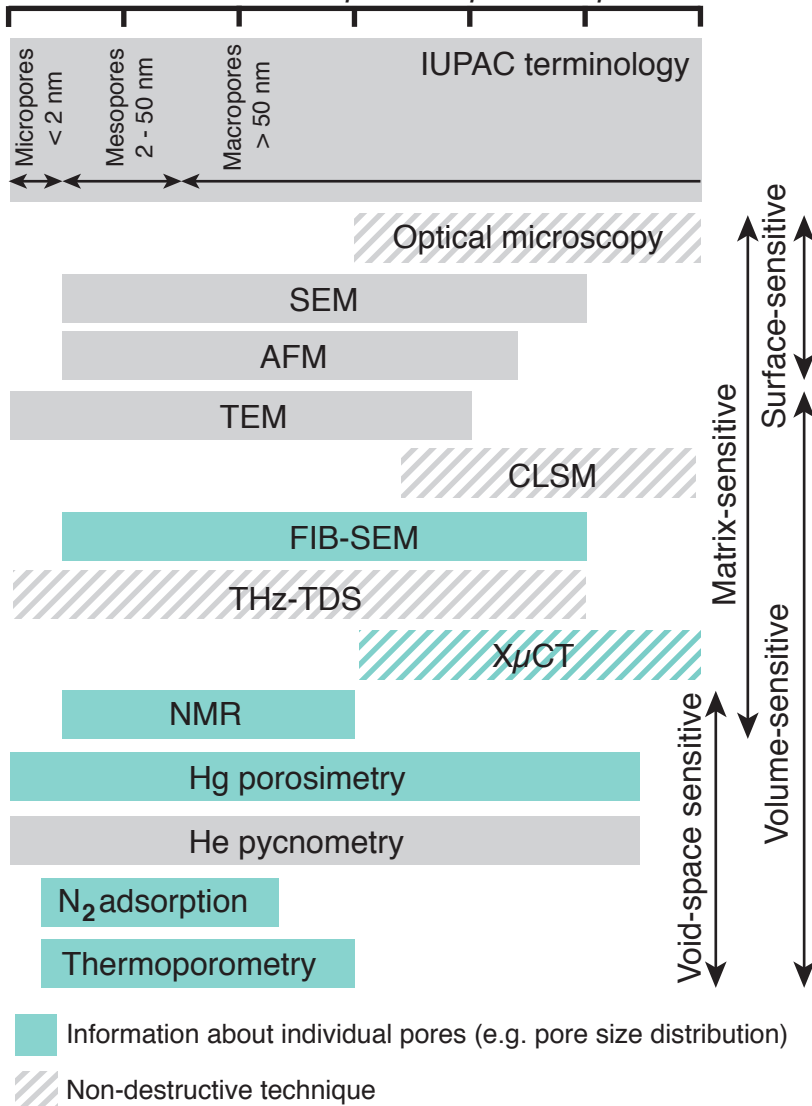 IUPAC terminology
Micropores
< 2 nm
Mesopores
2 - 50 nm
Macropores
> 50 nm
Optical microscopy
SEM
AFM
TEM
CLSM
FIB-SEM
THz-TDS
XµCT
NMR
Hg porosimetry
He pycnometry
N₂ adsorption
Thermoporometry
Surface-sensitive
Matrix-sensitive
Volume-sensitive
Void-space sensitive
Information about individual pores (e.g. pore size distribution)
Non-destructive technique